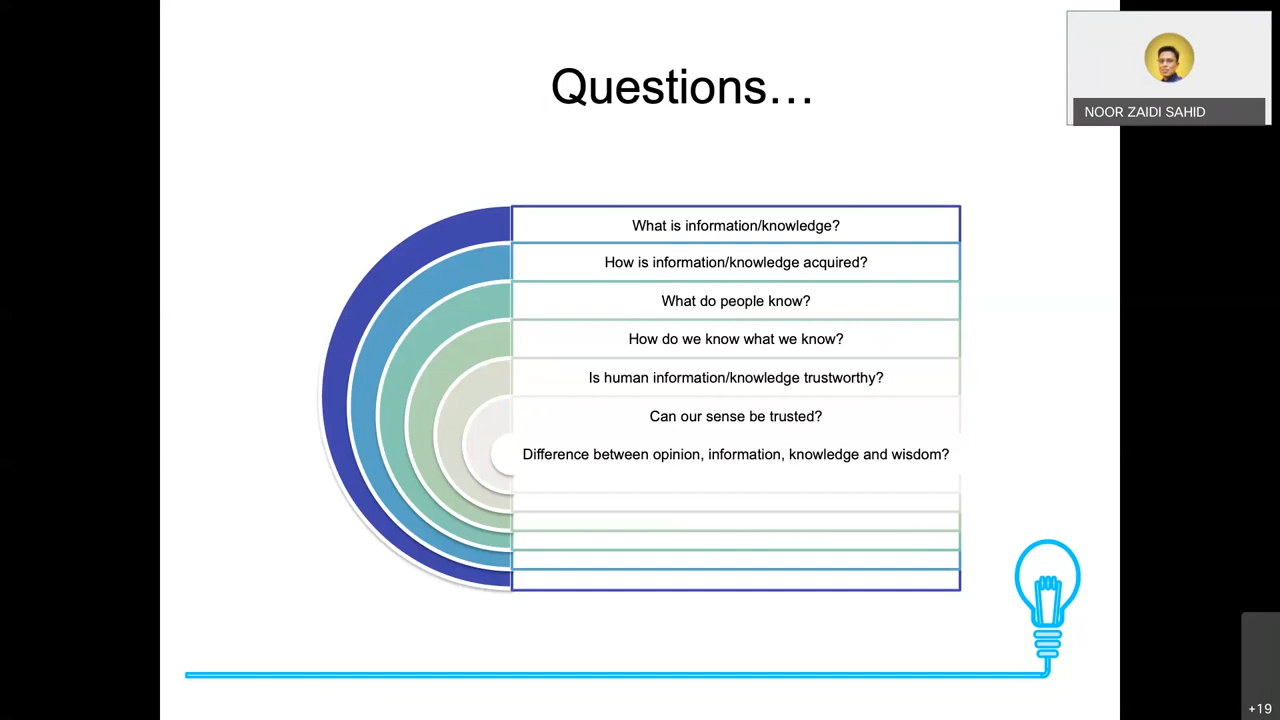 Questions…
NOOR ZAIDI SAHID
What is information/knowledge?
How is information/knowledge acquired?
What do people know?
How do we know what we know?
Is human information/knowledge trustworthy?
Can our sense be trusted?
Difference between opinion, information, knowledge and wisdom?
+19